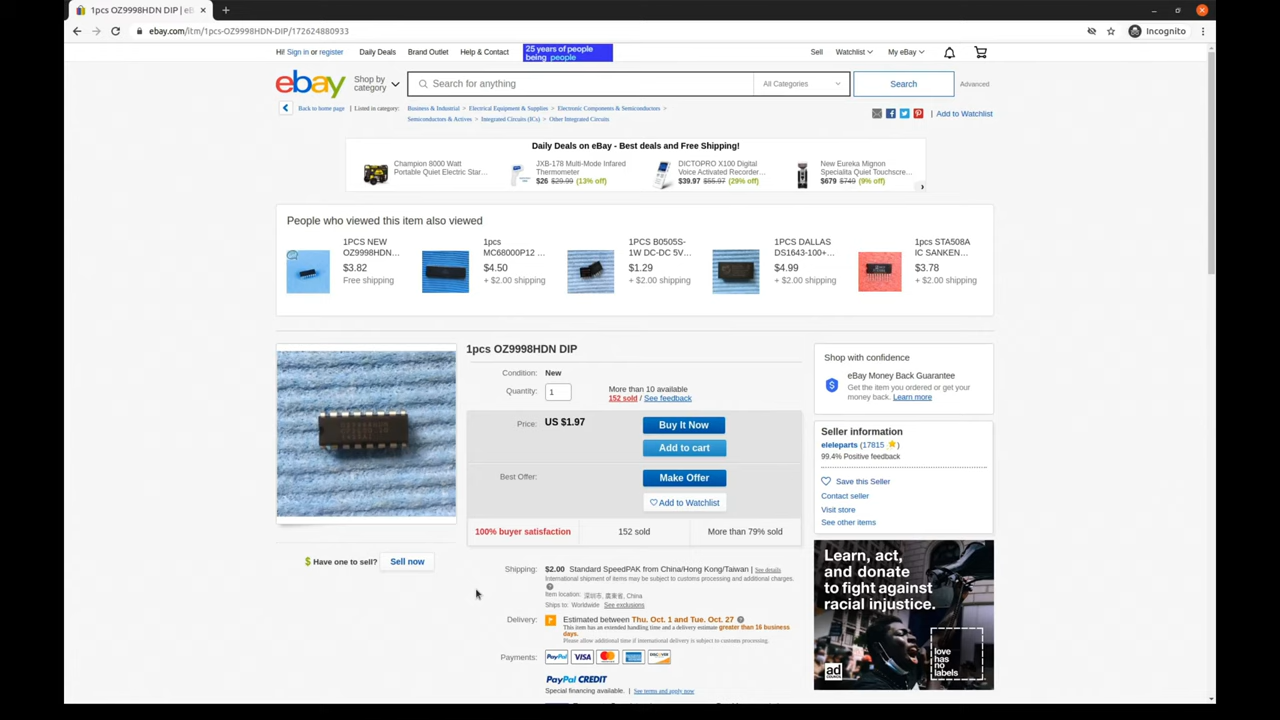 1pcs OZ9998HDN DIP | eB
ebay.com/itm/1pcs-OZ9998HDN-DIP/172624880933
Incognito
Hi! Sign in or register
Daily Deals
Brand Outlet
Help & Contact
25 years of people
being people
Sell
Watchlist
My eBay
ebay
Shop by
category
Search for anything
All Categories
Search
Advanced
Back to home page | Listed in category:
Business & Industrial > Electrical Equipment & Supplies > Electronic Components & Semiconductors >
Semiconductors & Actives > Integrated Circuits (ICs) > Other Integrated Circuits
| Add to Watchlist
Daily Deals on eBay - Best deals and Free Shipping!
Champion 8000 Watt
Portable Quiet Electric Star...
JXB-178 Multi-Mode Infrared
Thermometer
$26 $29.99 (13% off)
DICTOPRO X100 Digital
Voice Activated Recorder...
$39.97 $55.97 (29% off)
New Eureka Mignon
Specialita Quiet Touchscre...
$679 $749 (9% off)
People who viewed this item also viewed
1PCS NEW
OZ9998HDN...
$3.82
Free shipping
1pcs
MC68000P12 ...
$4.50
+ $2.00 shipping
1PCS B0505S-
1W DC-DC 5V...
$1.29
+ $2.00 shipping
1PCS DALLAS
DS1643-100+...
$4.99
+ $2.00 shipping
1pcs STA508A
IC SANKEN...
$3.78
+ $2.00 shipping
1pcs OZ9998HDN DIP
Condition: New
Quantity: 1
More than 10 available
152 sold / See feedback
Price: US $1.97
Buy It Now
Add to cart
Best Offer:
Make Offer
Add to Watchlist
100% buyer satisfaction
152 sold
More than 79% sold
$ Have one to sell? Sell now
Shipping: $2.00 Standard SpeedPAK from China/Hong Kong/Taiwan | See details
International shipment of items may be subject to customs processing and additional charges.
Item location: 深圳市, 廣東省, China
Ships to: Worldwide See exclusions
Delivery: Estimated between Thu. Oct. 1 and Tue. Oct. 27
This item has an extended handling time and a delivery estimate greater than 16 business
days.
Please allow additional time if international delivery is subject to customs processing.
Payments: PayPal VISA
PayPal CREDIT
Special financing available. | See terms and apply now
Shop with confidence
eBay Money Back Guarantee
Get the item you ordered or get your
money back. Learn more
Seller information
eleleparts (17815 )
99.4% Positive feedback
Save this Seller
Contact seller
Visit store
See other items
Learn, act,
and donate
to fight against
racial injustice.
ad
love
has no
labels